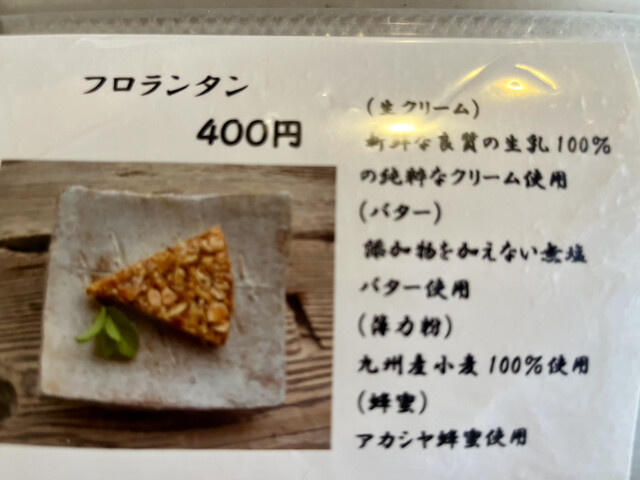 フロランタン
400円
(生クリーム)
新鮮な良質の生乳100%
の純粋なクリーム使用
(バター)
添加物を加えない無塩
バター使用
(薄力粉)
九州産小麦100%使用
(蜂蜜)
アカシヤ蜂蜜使用